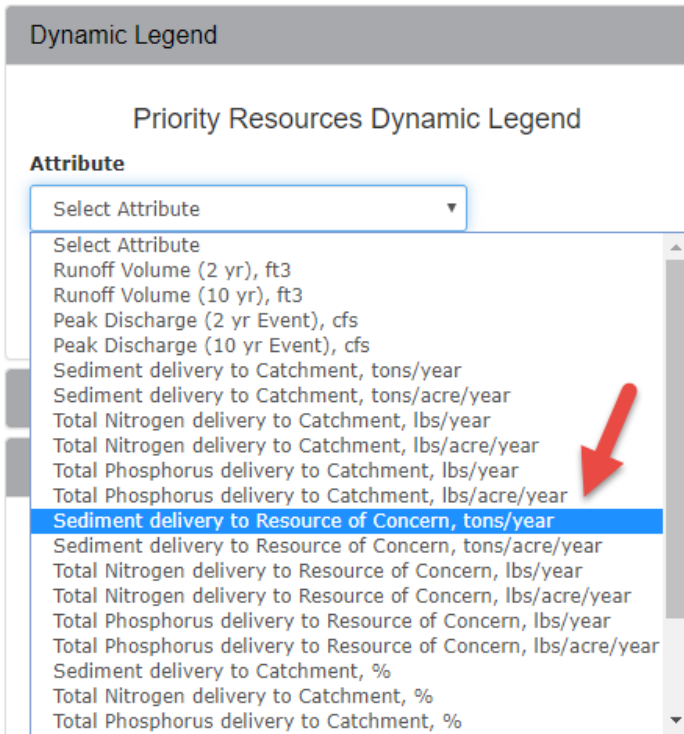 Dynamic Legend
Priority Resources Dynamic Legend
Attribute
Select Attribute
Select Attribute
Runoff Volume (2 yr), ft3
Runoff Volume (10 yr), ft3
Peak Discharge (2 yr Event), cfs
Peak Discharge (10 yr Event), cfs
Sediment delivery to Catchment, tons/year
Sediment delivery to Catchment, tons/acre/year
Total Nitrogen delivery to Catchment, lbs/year
Total Nitrogen delivery to Catchment, lbs/acre/year
Total Phosphorus delivery to Catchment, lbs/year
Total Phosphorus delivery to Catchment, lbs/acre/year
Sediment delivery to Resource of Concern, tons/year
Sediment delivery to Resource of Concern, tons/acre/year
Total Nitrogen delivery to Resource of Concern, lbs/year
Total Nitrogen delivery to Resource of Concern, lbs/acre/year
Total Phosphorus delivery to Resource of Concern, lbs/year
Total Phosphorus delivery to Resource of Concern, lbs/acre/year
Sediment delivery to Catchment, %
Total Nitrogen delivery to Catchment, %
Total Phosphorus delivery to Catchment, %